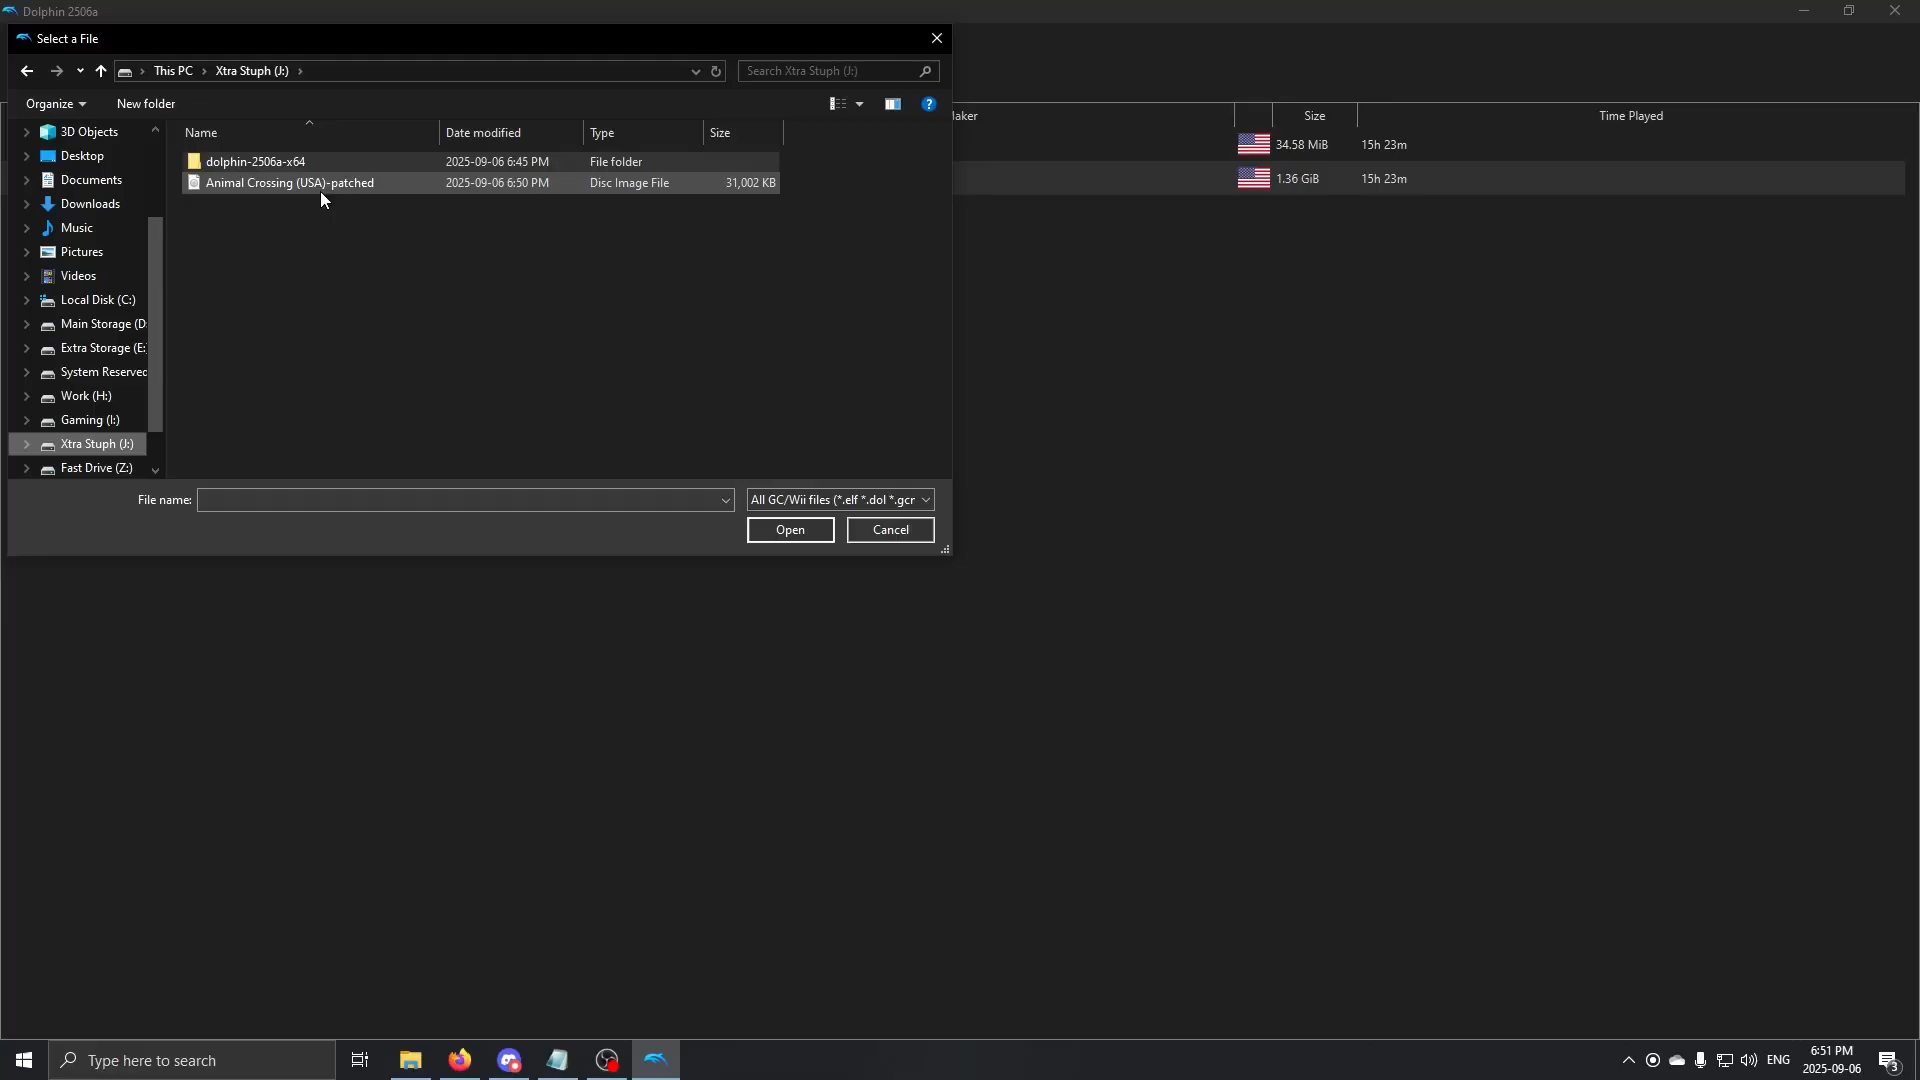 Dolphin 2506a
Select a File
This PC
Xtra Stuph (J:)
Search Xtra Stuph (J:)
Organize
New folder
Name
Date modified
Type
Size
dolphin-2506a-x64
2025-09-06 6:45 PM
File folder
Animal Crossing (USA)-patched
2025-09-06 6:50 PM
Disc Image File
31,002 KB
3D Objects
Desktop
Documents
Downloads
Music
Pictures
Videos
Local Disk (C:)
Main Storage (D:
Extra Storage (E:
System Reserved
Work (H:)
Gaming (I:)
Xtra Stuph (J:)
Fast Drive (Z:)
File name:
All GC/Wii files (*.elf *.dol *.gcr
Open
Cancel
aker
Size
Time Played
34.58 MiB
15h 23m
1.36 GiB
15h 23m
Type here to search
ENG
6:51 PM
2025-09-06
3